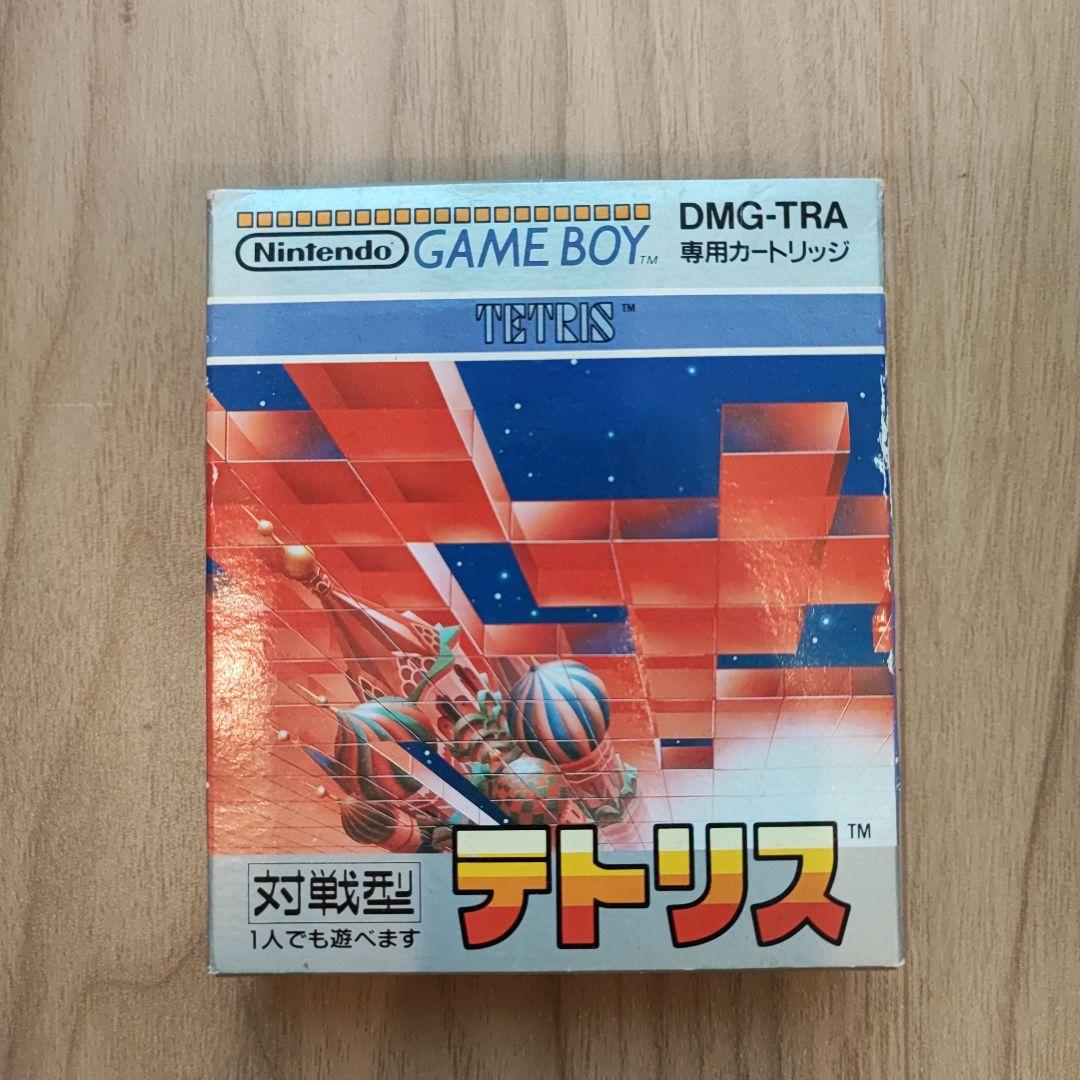 DMG-TRA
Nintendo GAME BOY™ 専用カートリッジ
TETRIS™
テトリス™
対戦型
1人でも遊べます